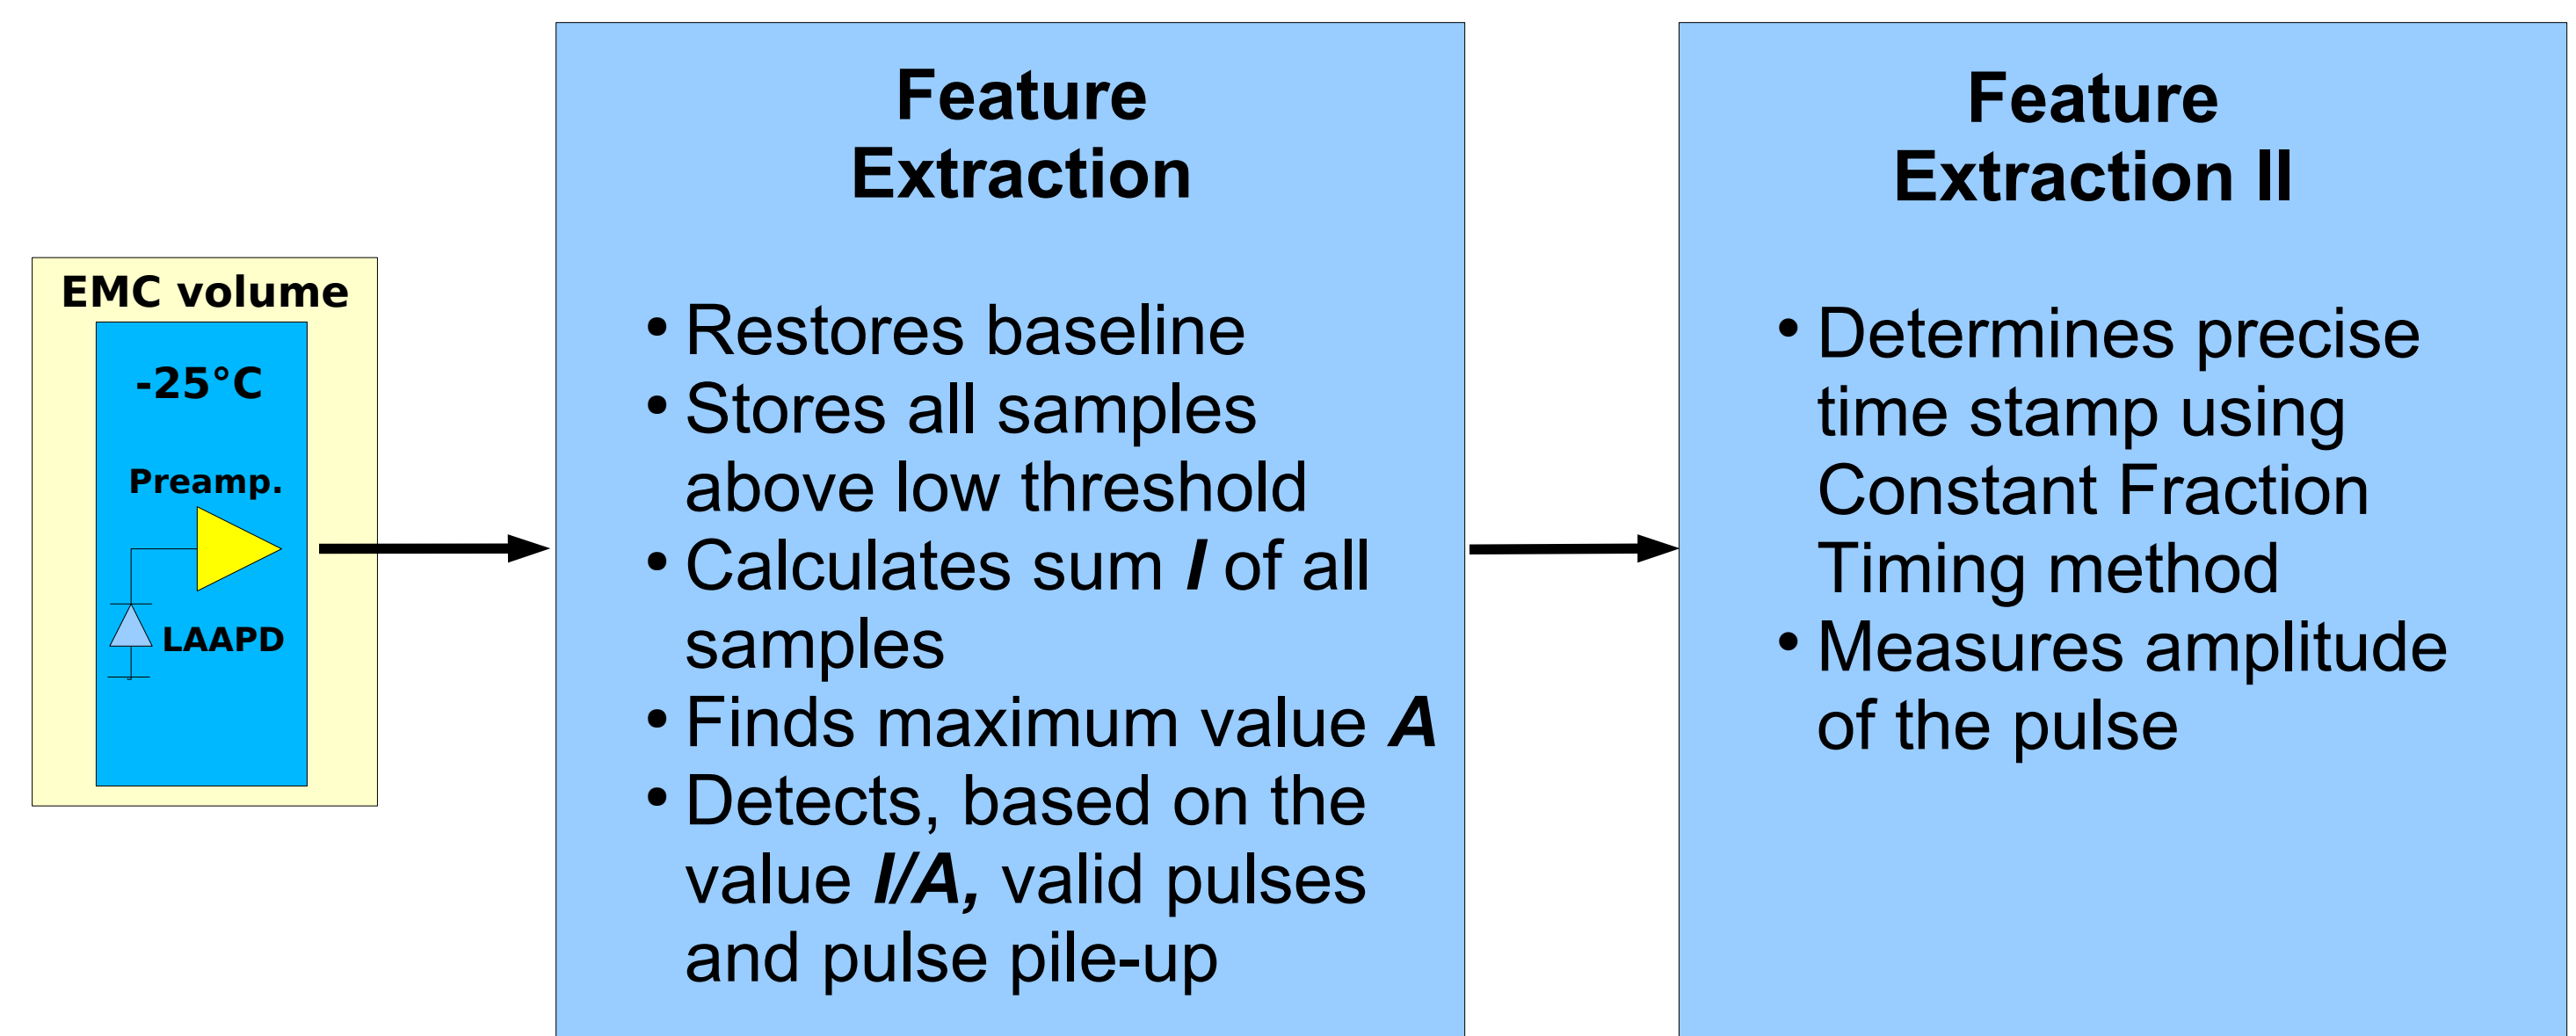 EMC volume
-25°C
Preamp.
LAAPD
Feature
Extraction
• Restores baseline
• Stores all samples
above low threshold
• Calculates sum I of all
samples
• Finds maximum value A
• Detects, based on the
value I/A, valid pulses
and pulse pile-up
Feature
Extraction II
• Determines precise
time stamp using
Constant Fraction
Timing method
• Measures amplitude
of the pulse